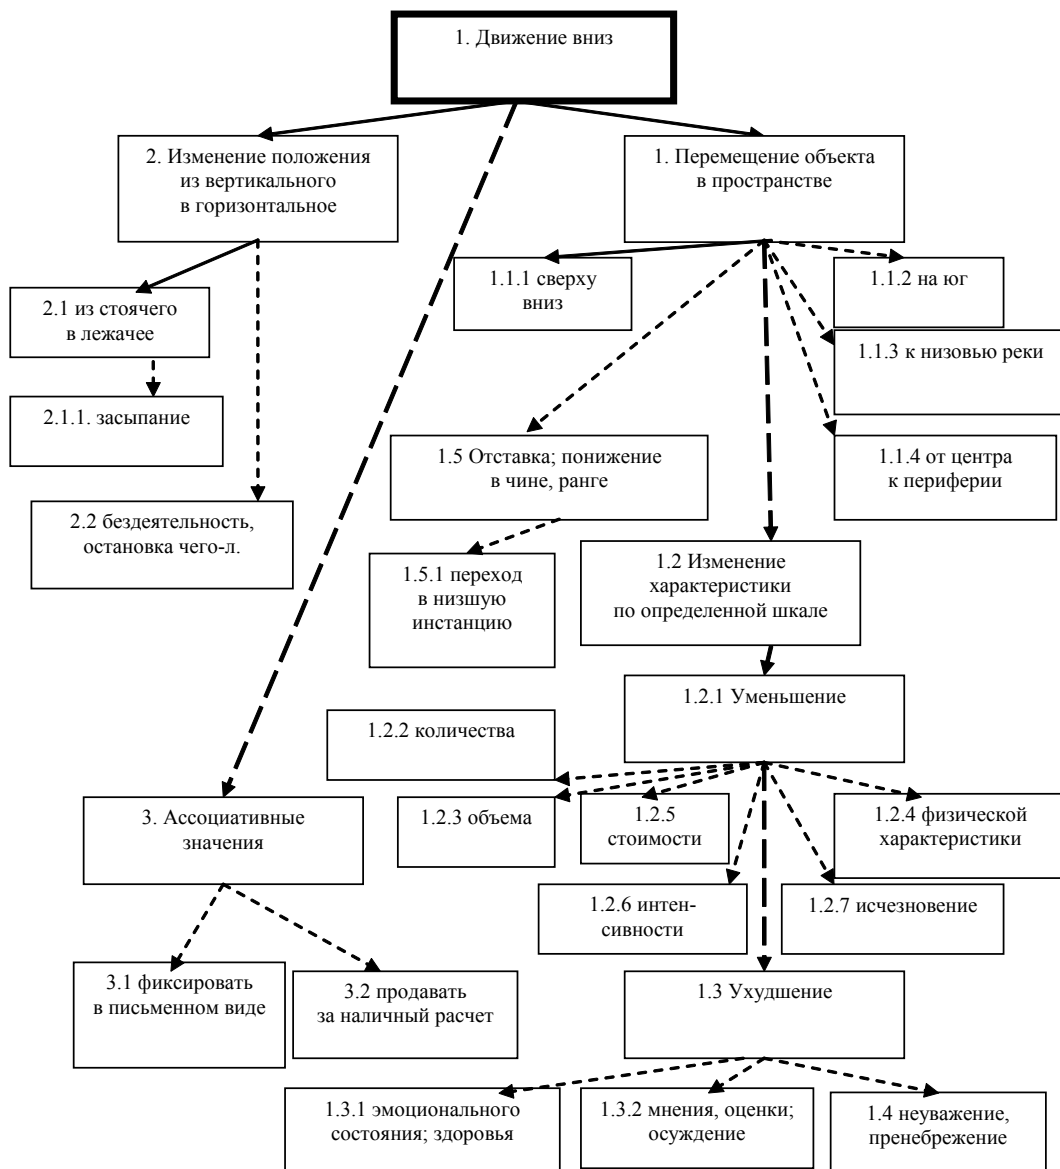 1. Движение вниз
2. Изменение положения
из вертикального
в горизонтальное
1. Перемещение объекта
в пространстве
1.1.1 сверху
вниз
1.1.2 на юг
2.1 из стоячего
в лежачее
1.1.3 к низовью реки
2.1.1. засыпание
1.5 Отставка; понижение
в чине, ранге
1.1.4 от центра
к периферии
2.2 бездеятельность,
остановка чего-л.
1.5.1 переход
в низшую
инстанцию
1.2 Изменение
характеристики
по определенной шкале
1.2.1 Уменьшение
1.2.2 количества
3. Ассоциативные
значения
1.2.3 объема
1.2.5
стоимости
1.2.4 физической
характеристики
1.2.6 интен-
сивности
1.2.7 исчезновение
3.1 фиксировать
в письменном виде
3.2 продавать
за наличный расчет
1.3 Ухудшение
1.3.1 эмоционального
состояния; здоровья
1.3.2 мнения, оценки;
осуждение
1.4 неуважение,
пренебрежение